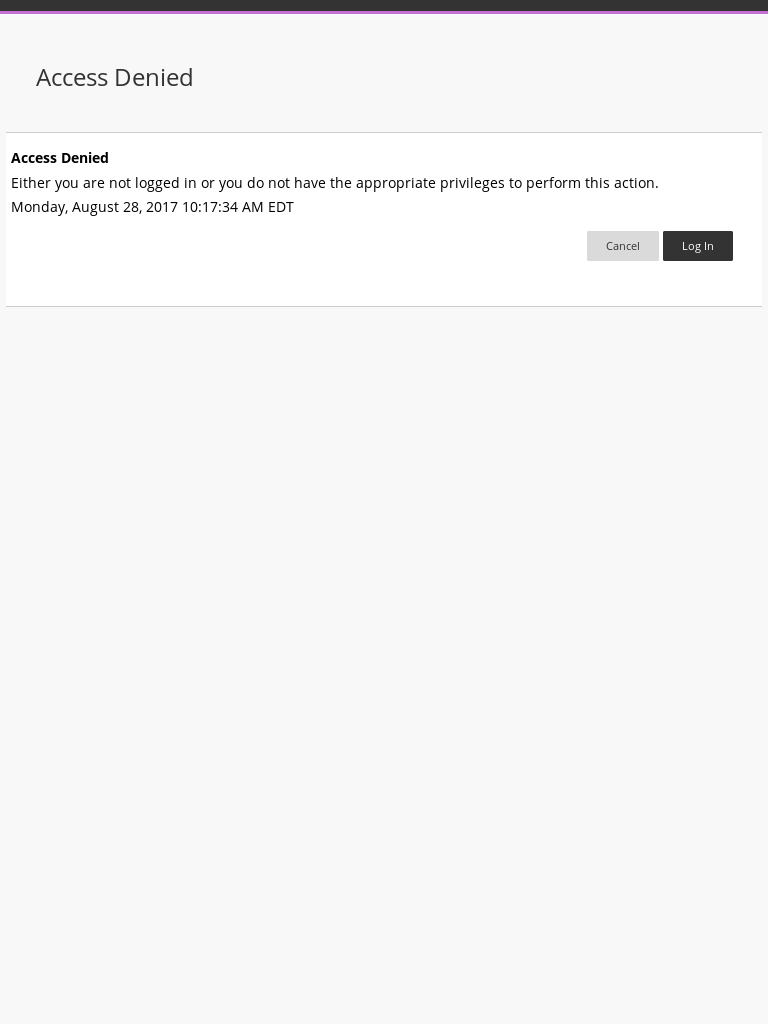 Access Denied
Access Denied
Either you are not logged in or you do not have the appropriate privileges to perform this action.
Monday, August 28, 2017 10:17:34 AM EDT
Cancel
Log In